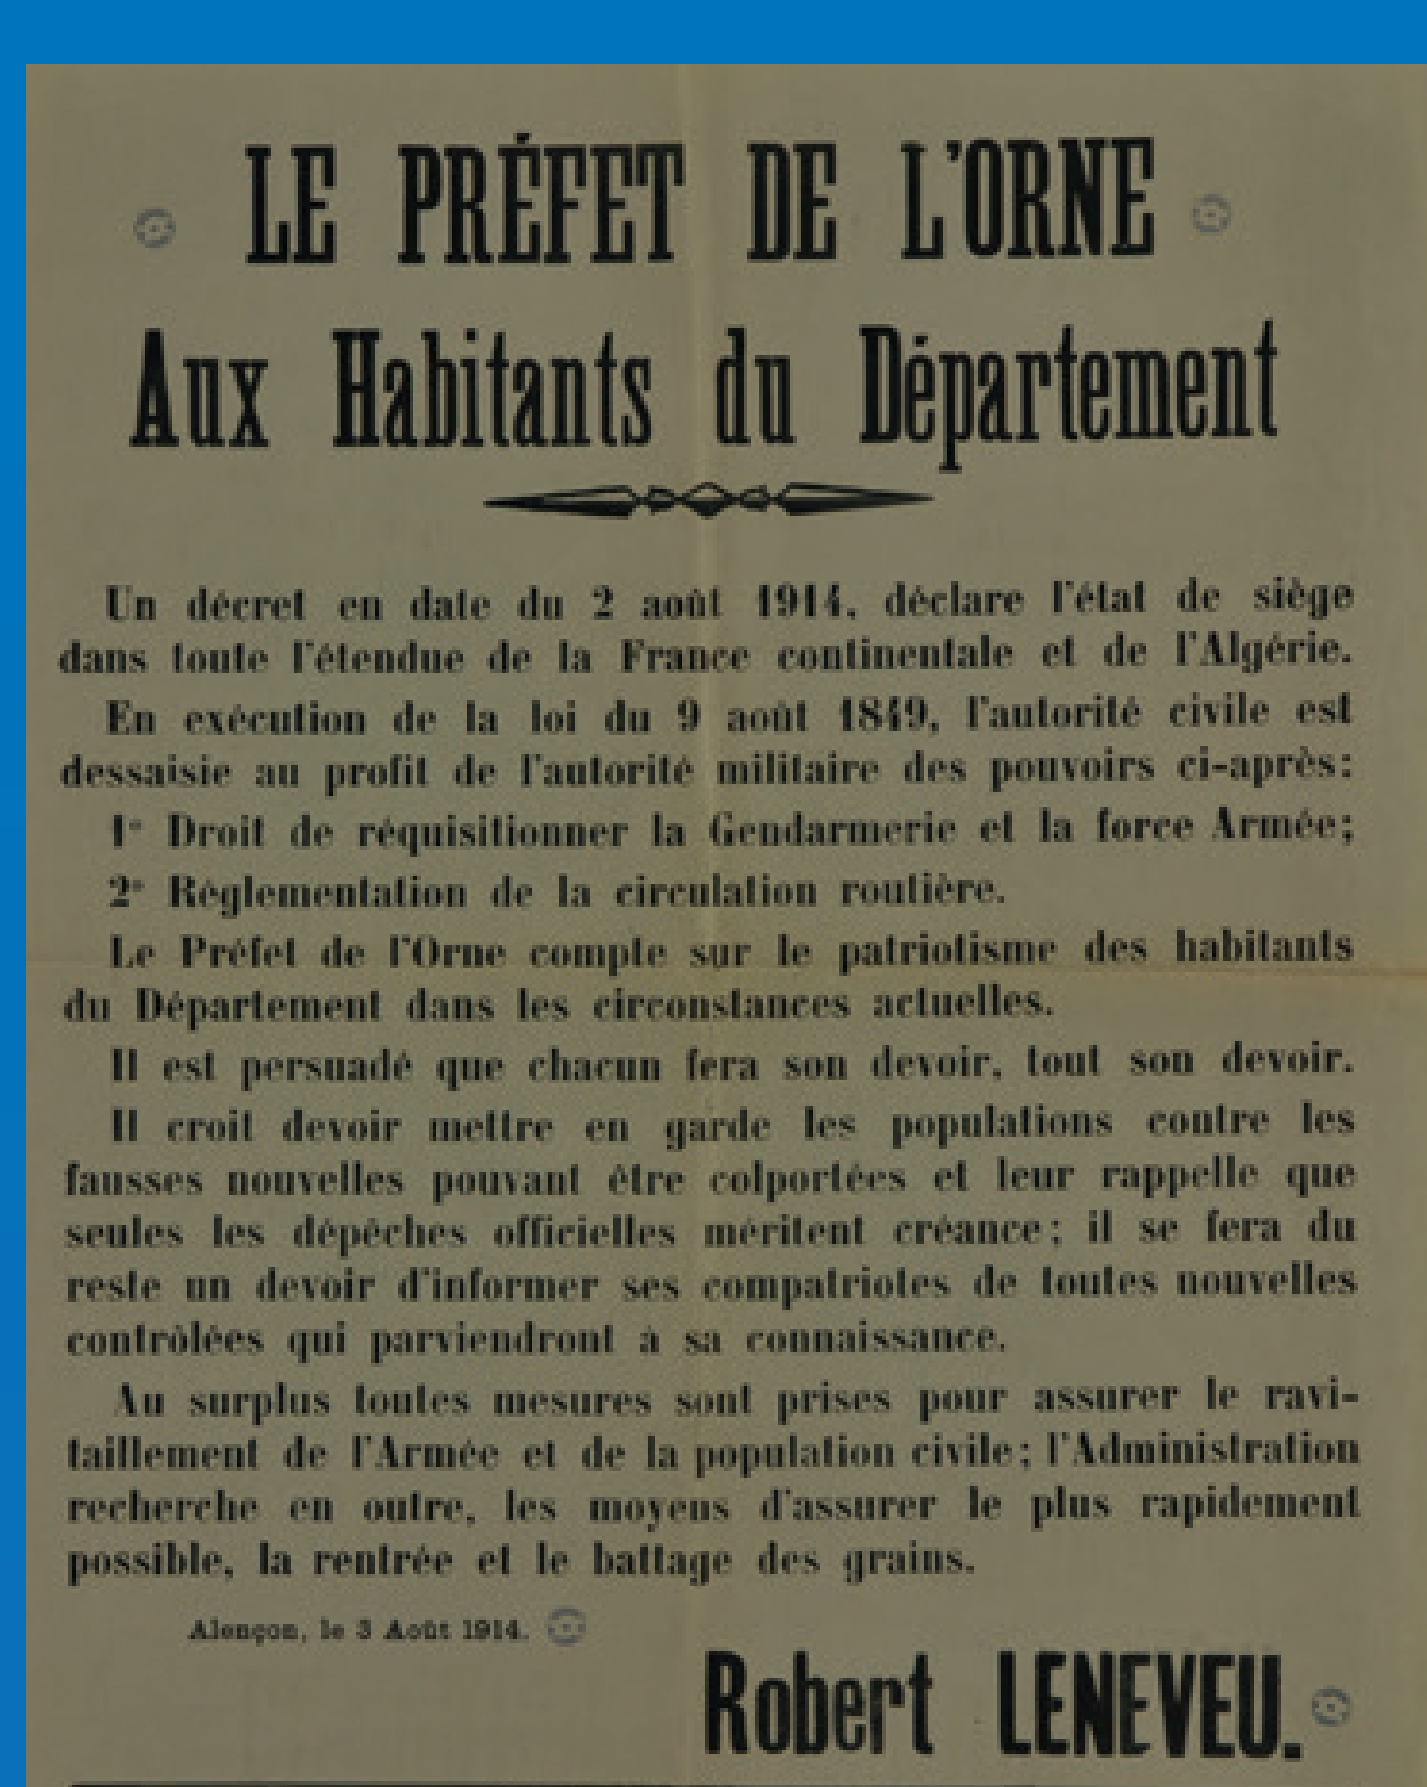 LE PRÉFET DE L'ORNE
Aux Habitants du Département
Un décret en date du 2 août 1914, déclare l'état de siège
dans toute l'étendue de la France continentale et de l'Algérie.
En exécution de la loi du 9 août 1849, l'autorité civile est
dessaisie au profit de l'autorité militaire des pouvoirs ci-après:
1° Droit de réquisitionner la Gendarmerie et la force Armée;
2° Réglementation de la circulation routière.
Le Préfet de l'Orne compte sur le patriotisme des habitants
du Département dans les circonstances actuelles.
Il est persuadé que chacun fera son devoir, tout son devoir.
Il croit devoir mettre en garde les populations contre les
fausses nouvelles pouvant être colportées et leur rappelle que
seules les dépêches officielles méritent créance; il se fera du
reste un devoir d'informer ses compatriotes de toutes nouvelles
contrôlées qui parviendront à sa connaissance.
Au surplus toutes mesures sont prises pour assurer le ravi-
taillement de l'Armée et de la population civile; l'Administration
recherche en outre, les moyens d'assurer le plus rapidement
possible, la rentrée et le battage des grains.
Alençon, le 3 Août 1914.
Robert LENEVEU.